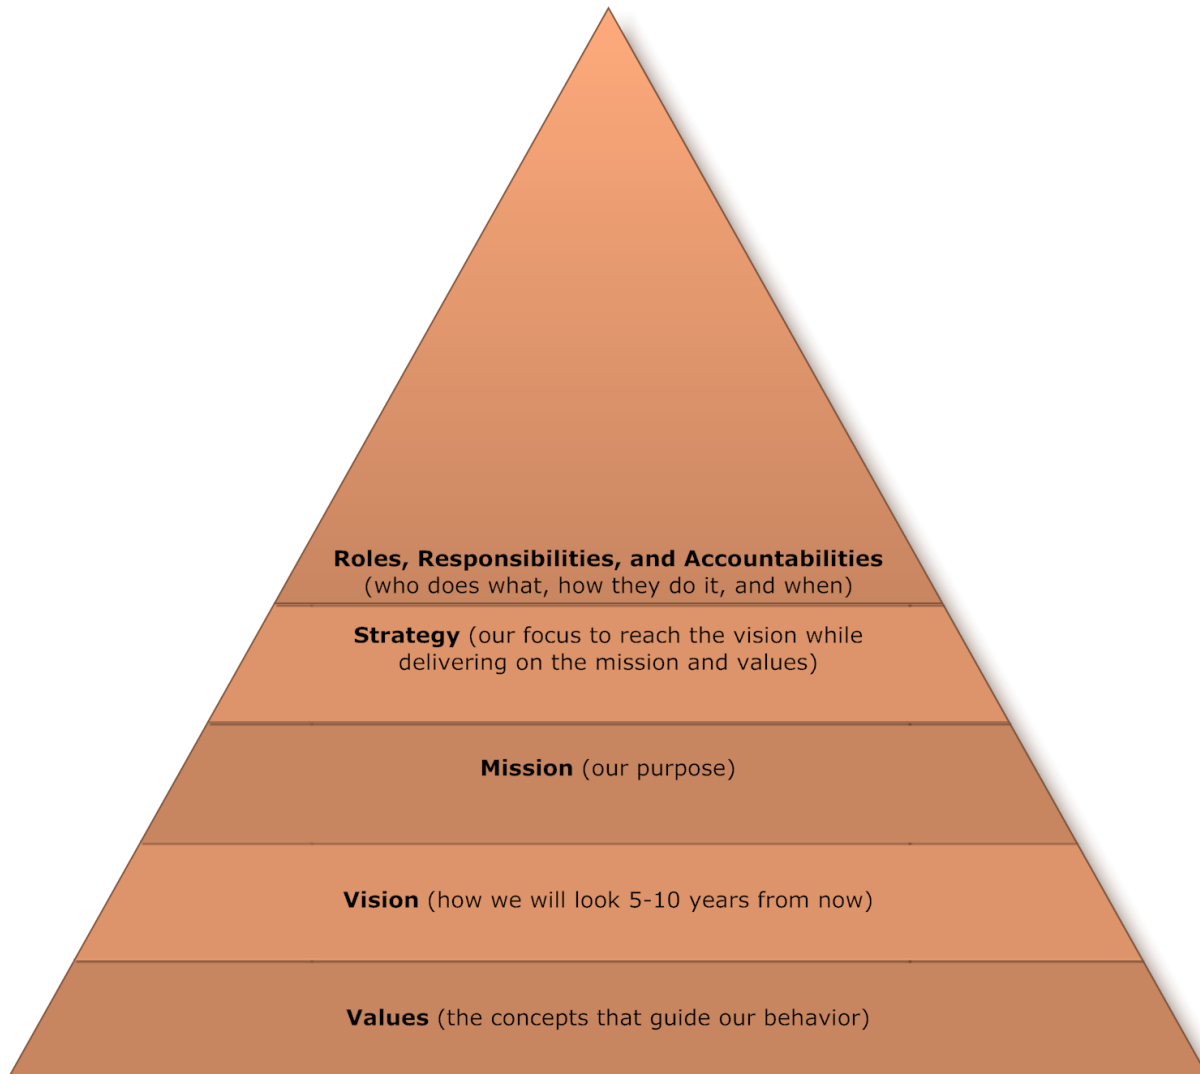 Roles, Responsibilities, and Accountabilities
(who does what, how they do it, and when)
Strategy (our focus to reach the vision while
delivering on the mission and values)
Mission (our purpose)
Vision (how we will look 5-10 years from now)
Values (the concepts that guide our behavior)